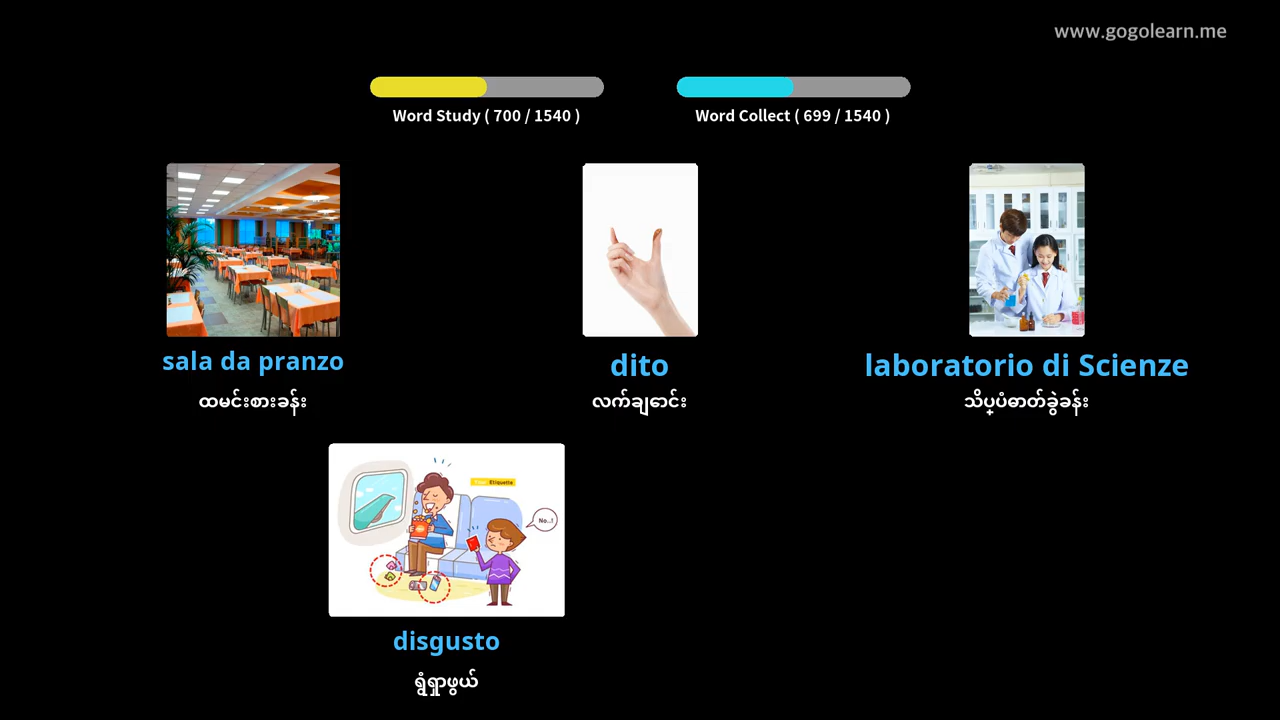 www.gogolearn.me
Word Study ( 700 / 1540 )
Word Collect ( 699 / 1540 )
sala da pranzo
ထမင်းစားခန်း
dito
လက်ချောင်း
laboratorio di Scienze
သိပ္ပံဓာတ်ခွဲခန်း
Etiquette
No..!
disgusto
ရွံရှာဖွယ်